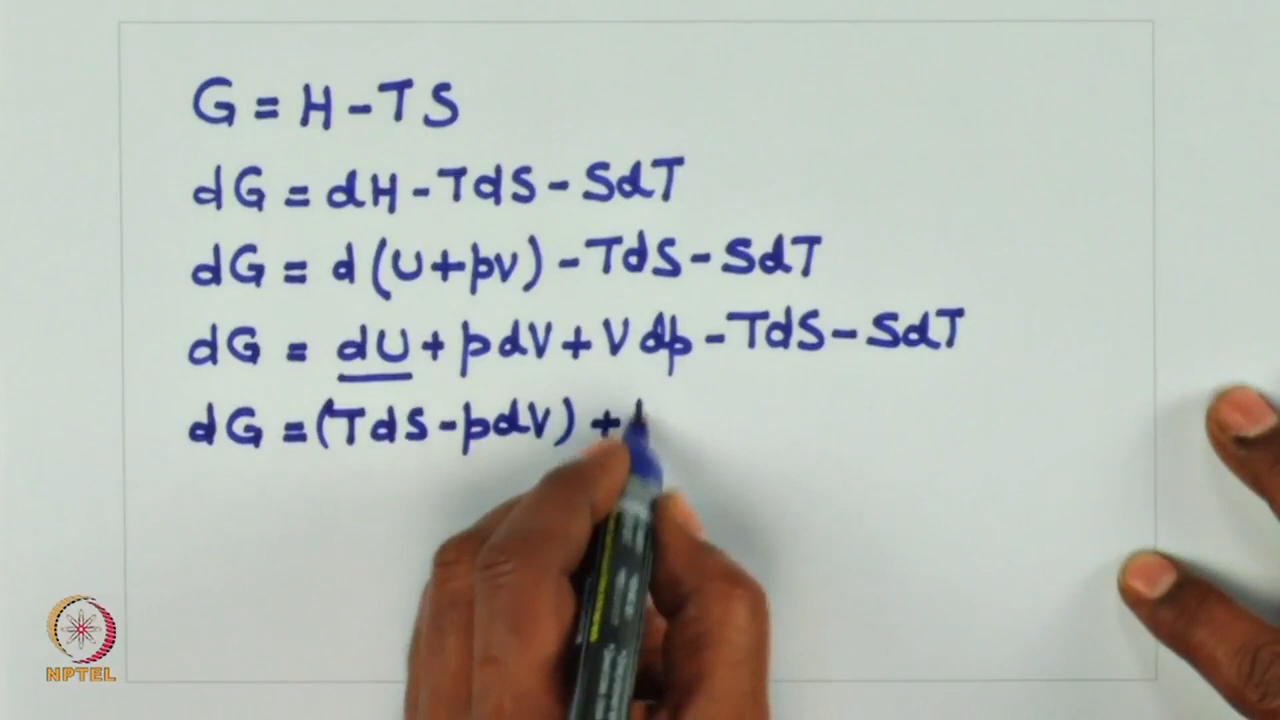 G = H - TS
dG = dH - TdS - SdT
dG = d(U+pV) - TdS - SdT
dG = dU + pdV + Vdp - TdS - SdT
dG = (TdS - pdV) +
NPTEL